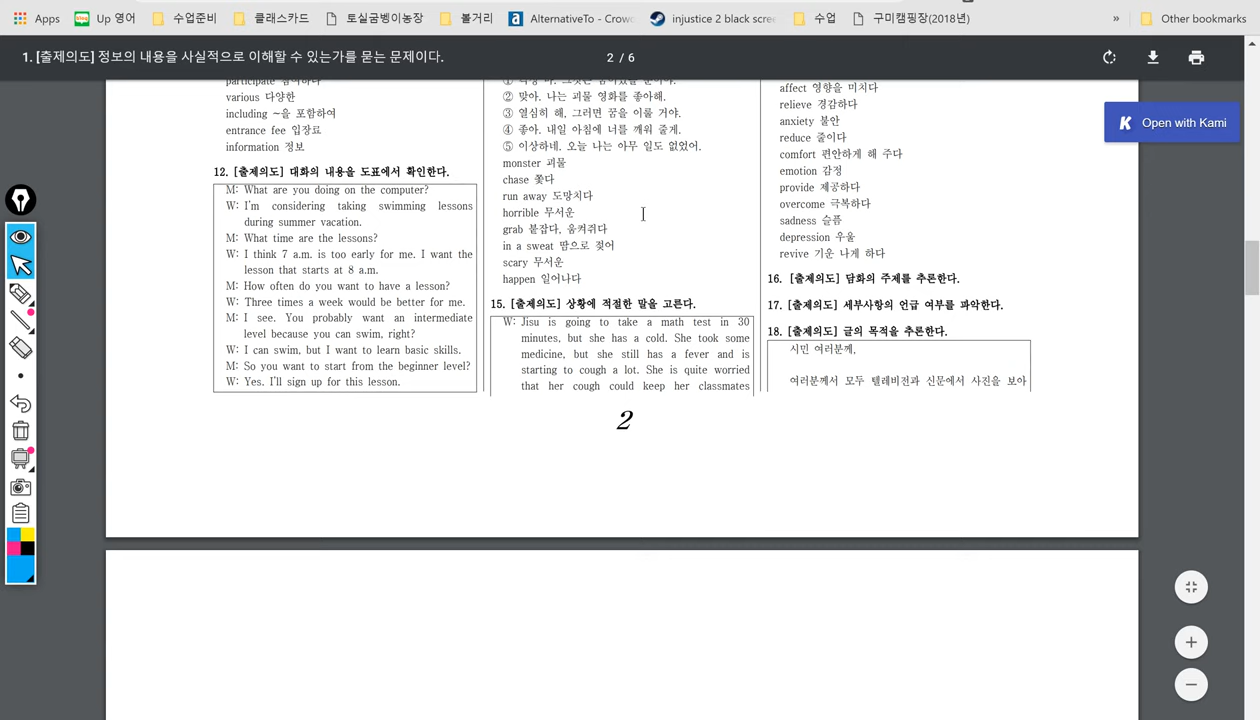 Apps
Up 영어
수업준비
클래스카드
토실굼벵이농장
볼거리
AlternativeTo - Crow
injustice 2 black scre
수업
구미캠핑장(2018년)
»
Other bookmarks
1. [출제의도] 정보의 내용을 사실적으로 이해할 수 있는가를 묻는 문제이다.
2 / 6
Open with Kami
participate 참여하다
various 다양한
including ~을 포함하여
entrance fee 입장료
information 정보
12. [출제의도] 대화의 내용을 도표에서 확인한다.
M: What are you doing on the computer?
W: I'm considering taking swimming lessons
during summer vacation.
M: What time are the lessons?
W: I think 7 a.m. is too early for me. I want the
lesson that starts at 8 a.m.
M: How often do you want to have a lesson?
W: Three times a week would be better for me.
M: I see. You probably want an intermediate
level because you can swim, right?
W: I can swim, but I want to learn basic skills.
M: So you want to start from the beginner level?
W: Yes. I'll sign up for this lesson.
② 맞아. 나는 괴물 영화를 좋아해.
③ 열심히 해, 그러면 꿈을 이룰 거야.
④ 좋아. 내일 아침에 너를 깨워 줄게.
⑤ 이상하네. 오늘 나는 아무 일도 없었어.
monster 괴물
chase 쫓다
run away 도망치다
horrible 무서운
grab 붙잡다, 움켜쥐다
in a sweat 땀으로 젖어
scary 무서운
happen 일어나다
15. [출제의도] 상황에 적절한 말을 고른다.
W: Jisu is going to take a math test in 30
minutes, but she has a cold. She took some
medicine, but she still has a fever and is
starting to cough a lot. She is quite worried
that her cough could keep her classmates
affect 영향을 미치다
relieve 경감하다
anxiety 불안
reduce 줄이다
comfort 편안하게 해 주다
emotion 감정
provide 제공하다
overcome 극복하다
sadness 슬픔
depression 우울
revive 기운 나게 하다
16. [출제의도] 담화의 주제를 추론한다.
17. [출제의도] 세부사항의 언급 여부를 파악한다.
18. [출제의도] 글의 목적을 추론한다.
시민 여러분께,
여러분께서 모두 텔레비전과 신문에서 사진을 보아
2